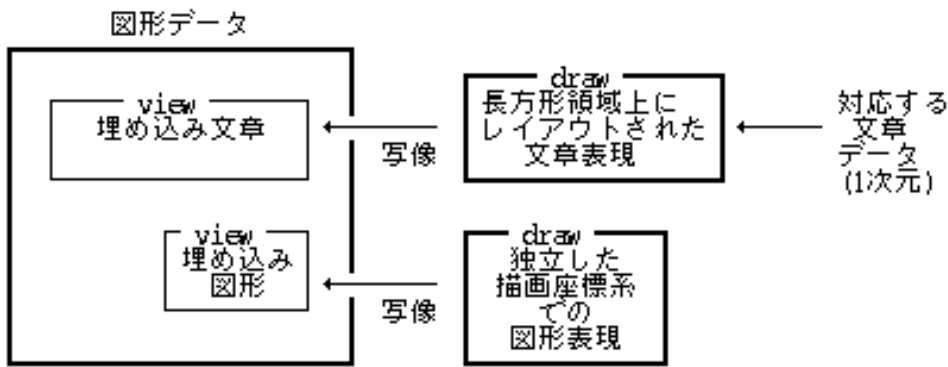 図形データ
view
埋め込み文章
写像
draw
長方形領域上に
レイアウトされた
文章表現
対応する
文章
データ
(1次元)
view
埋め込み
図形
写像
draw
独立した
描画座標系
での
図形表現